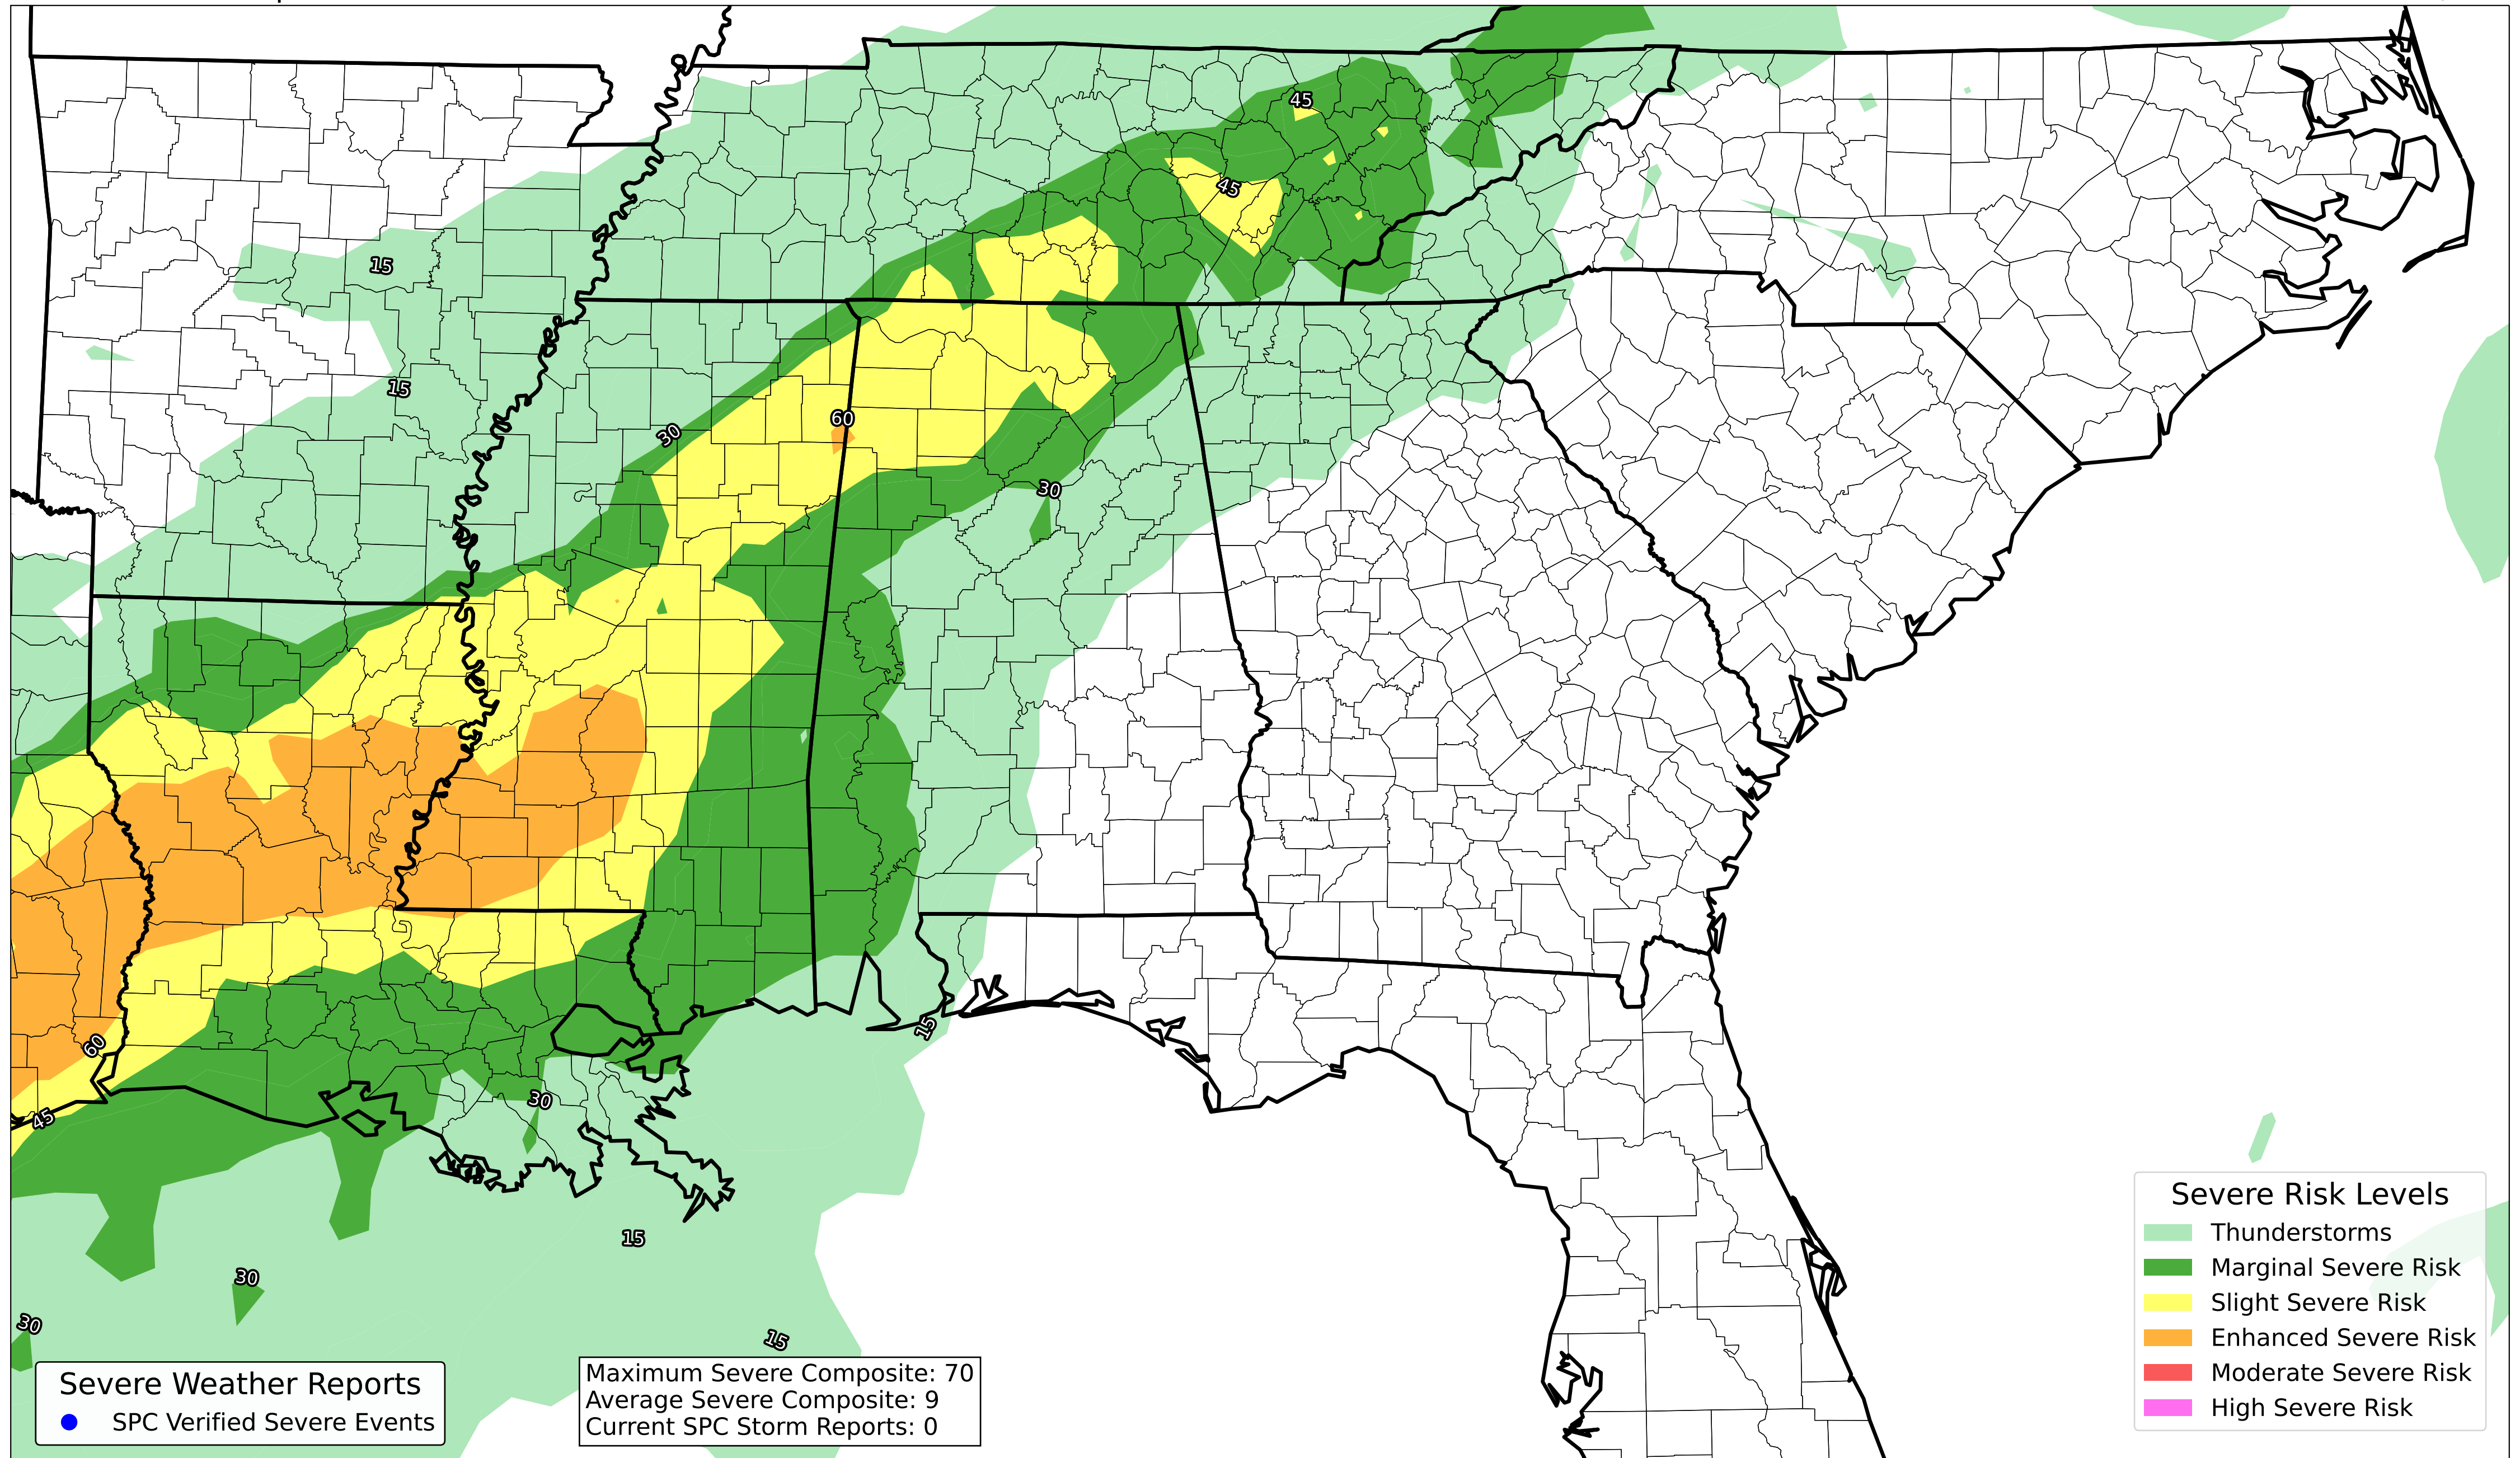 45
45
15
15
60
30
30
60
45
15
30
15
30
30
15
Severe Risk Levels
Thunderstorms
Marginal Severe Risk
Slight Severe Risk
Enhanced Severe Risk
Moderate Severe Risk
High Severe Risk
Severe Weather Reports
SPC Verified Severe Events
Maximum Severe Composite: 70
Average Severe Composite: 9
Current SPC Storm Reports: 0